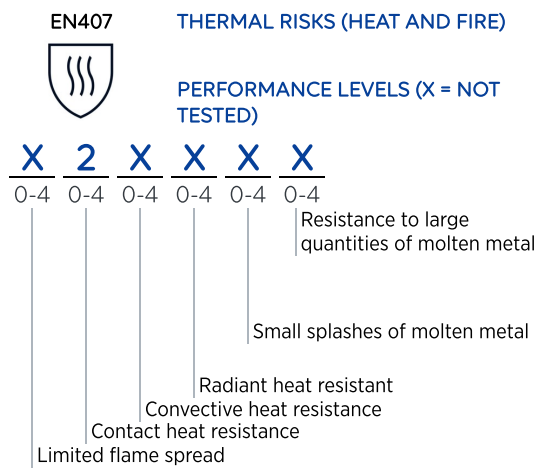 EN407
THERMAL RISKS (HEAT AND FIRE)
PERFORMANCE LEVELS (X = NOT
TESTED)
X 2 X X X X
0-4 0-4 0-4 0-4 0-4 0-4
Resistance to large
quantities of molten metal
Small splashes of molten metal
Radiant heat resistant
Convective heat resistance
Contact heat resistance
Limited flame spread